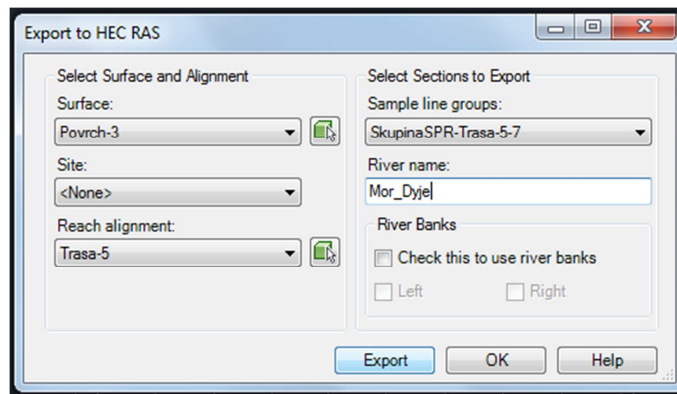 Export to HEC RAS
Select Surface and Alignment
Surface:
Povrch-3
Site:
<None>
Reach alignment:
Trasa-5
Select Sections to Export
Sample line groups:
SkupinaSPR-Trasa-5-7
River name:
Mor_Dyje
River Banks
Check this to use river banks
Left Right
Export OK Help